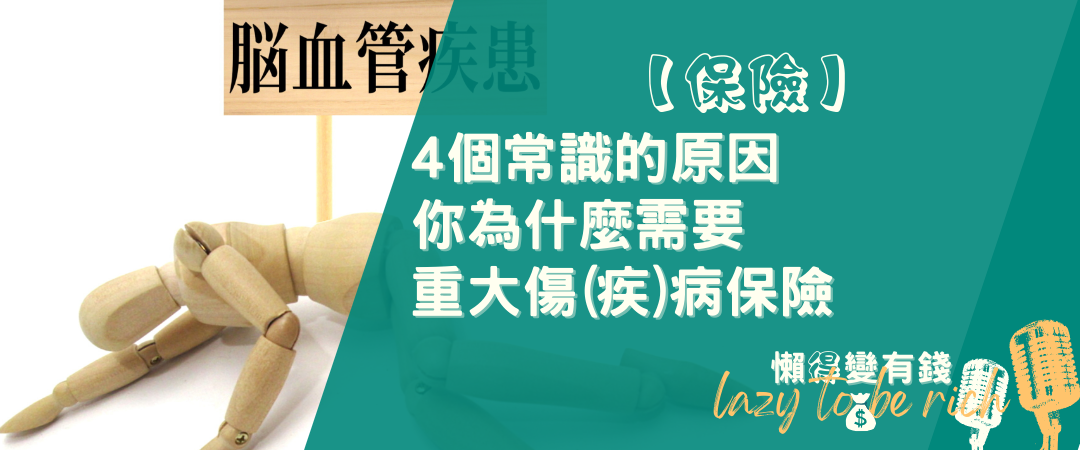 脳血管疾患
【保險】
4個常識的原因
你為什麼需要
重大傷(疾)病保險
懶得變有錢
lazy to be rich
$